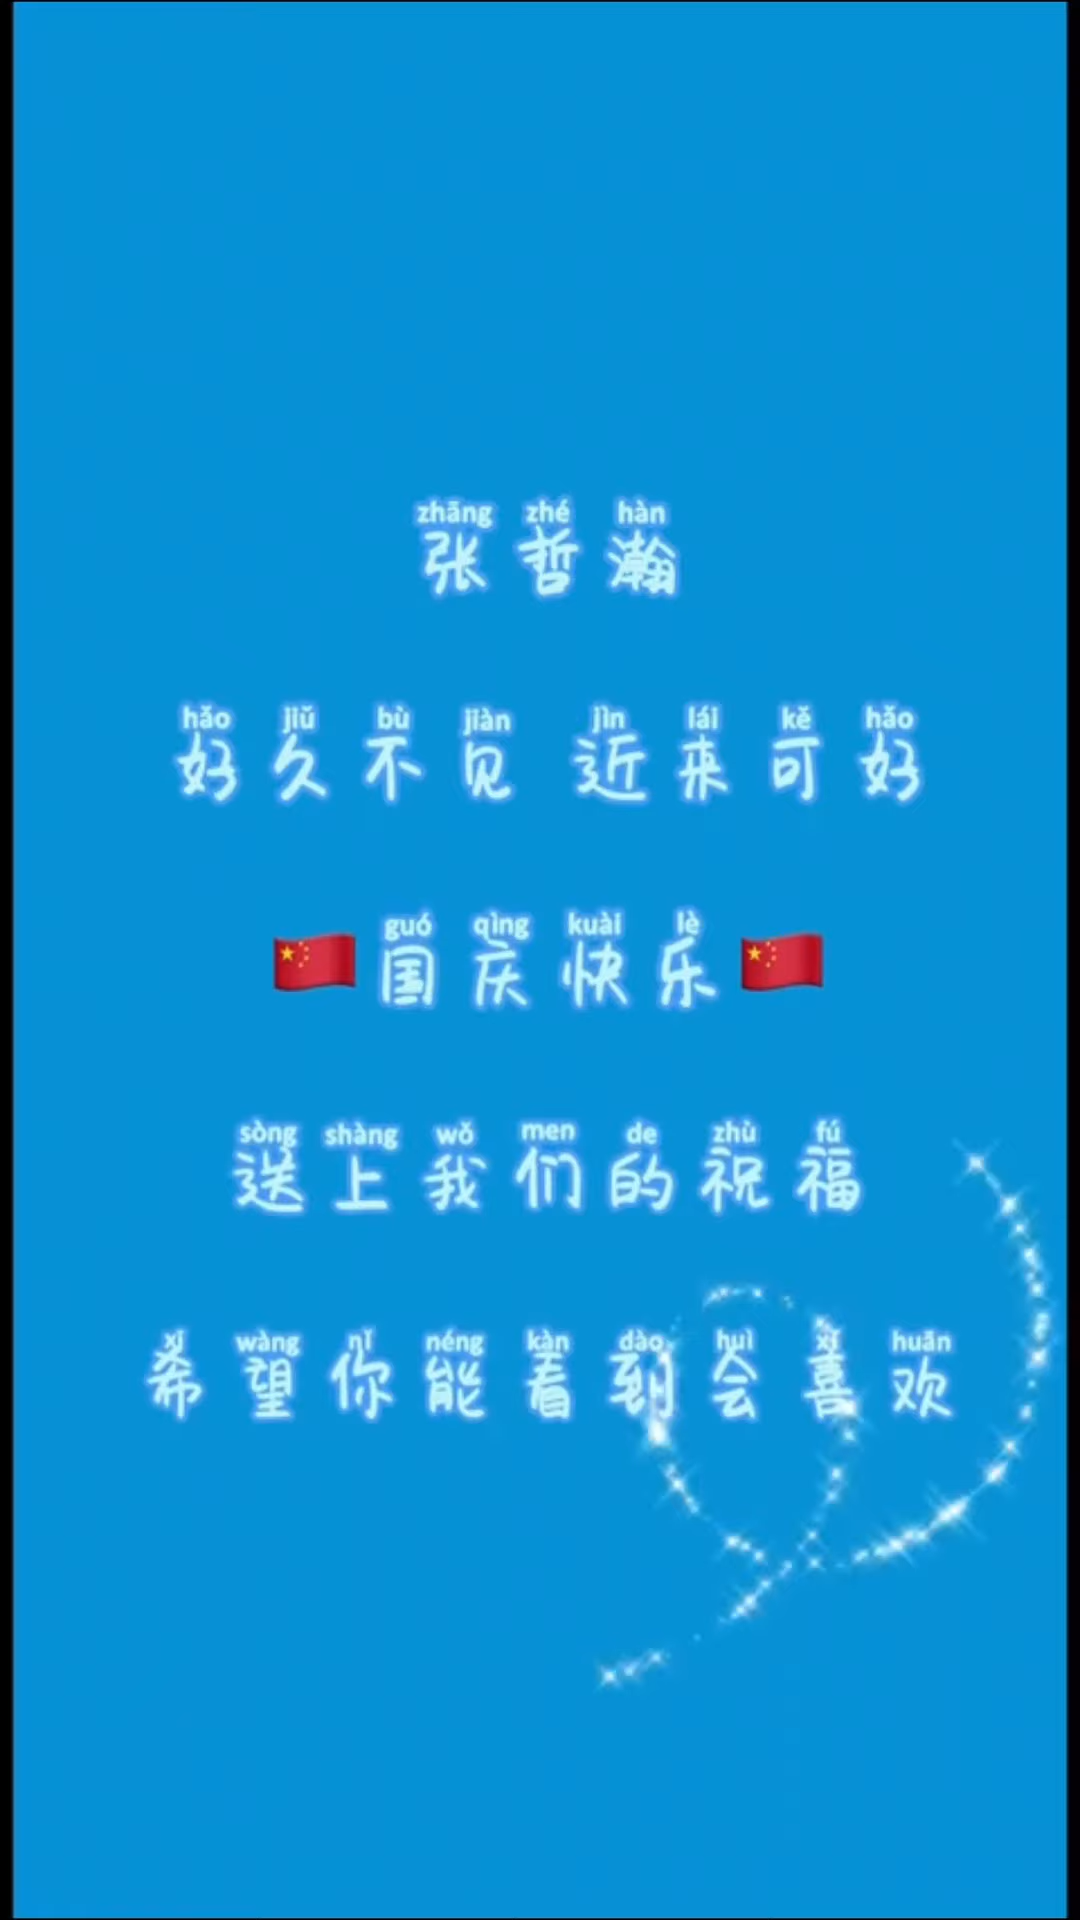 zhāng zhé hàn
张哲瀚
hǎo jiǔ bù jiàn jìn lái kě hǎo
好久不见 近来可好
guó qìng kuài lè
🇨🇳国庆快乐🇨🇳
sòng shàng wǒ men de zhù fú
送上我们的祝福
xī wàng nǐ néng kàn dào huì xǐ huān
希望你能看到会喜欢